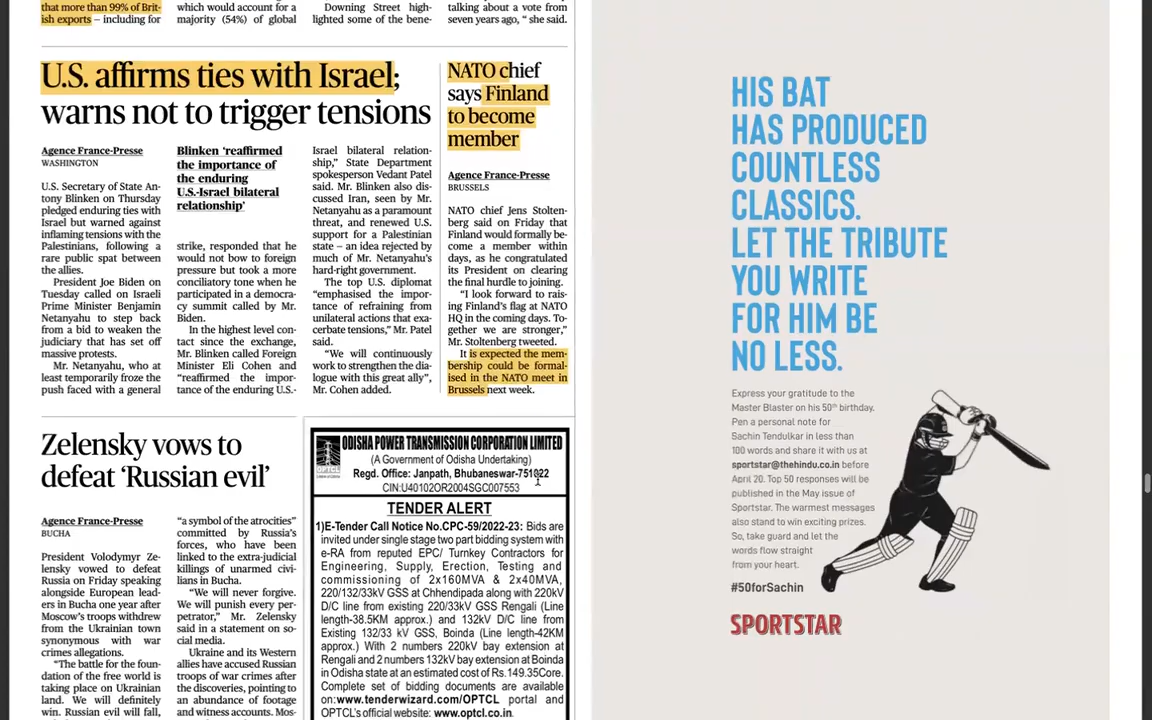 that more than 99% of Brit-
ish exports – including for
which would account for a
majority (54%) of global
Downing Street high-
lighted some of the bene-
talking about a vote from
seven years ago, “ she said.
U.S. affirms ties with Israel;
warns not to trigger tensions
Agence France-Presse
WASHINGTON
U.S. Secretary of State An-
tony Blinken on Thursday
pledged enduring ties with
Israel but warned against
inflaming tensions with the
Palestinians, following a
rare public spat between
the allies.
President Joe Biden on
Tuesday called on Israeli
Prime Minister Benjamin
Netanyahu to step back
from a bid to weaken the
judiciary that has set off
massive protests.
Mr. Netanyahu, who at
least temporarily froze the
push faced with a general
Blinken ‘reaffirmed
the importance of
the enduring
U.S.-Israel bilateral
relationship’
strike, responded that he
would not bow to foreign
pressure but took a more
conciliatory tone when he
participated in a democra-
cy summit called by Mr.
Biden.
In the highest level con-
tact since the exchange,
Mr. Blinken called Foreign
Minister Eli Cohen and
“reaffirmed the impor-
tance of the enduring U.S.-
Israel bilateral relation-
ship,” State Department
spokesperson Vedant Patel
said. Mr. Blinken also dis-
cussed Iran, seen by Mr.
Netanyahu as a paramount
threat, and renewed U.S.
support for a Palestinian
state – an idea rejected by
much of Mr. Netanyahu’s
hard-right government.
The top U.S. diplomat
“emphasised the impor-
tance of refraining from
unilateral actions that exa-
cerbate tensions,” Mr. Patel
said.
“We will continuously
work to strengthen the dia-
logue with this great ally”,
Mr. Cohen added.
NATO chief
says Finland
to become
member
Agence France-Presse
BRUSSELS
NATO chief Jens Stolten-
berg said on Friday that
Finland would formally be-
come a member within
days, as he congratulated
its President on clearing
the final hurdle to joining.
“I look forward to rais-
ing Finland’s flag at NATO
HQ in the coming days. To-
gether we are stronger,”
Mr. Stoltenberg tweeted.
It is expected the mem-
bership could be formal-
ised in the NATO meet in
Brussels next week.
Zelensky vows to
defeat ‘Russian evil’
Agence France-Presse
BUCHA
President Volodymyr Ze-
lensky vowed to defeat
Russia on Friday speaking
alongside European lead-
ers in Bucha one year after
Moscow’s troops withdrew
from the Ukrainian town
synonymous with war
crimes allegations.
“The battle for the foun-
dation of the free world is
taking place on Ukrainian
land. We will definitely
win. Russian evil will fall,
“a symbol of the atrocities”
committed by Russia’s
forces, who have been
linked to the extra-judicial
killings of unarmed civi-
lians in Bucha.
“We will never forgive.
We will punish every per-
petrator,” Mr. Zelensky
said in a statement on so-
cial media.
Ukraine and its Western
allies have accused Russian
troops of war crimes after
the discoveries, pointing to
an abundance of footage
and witness accounts. Mos-
OPTCL
ODISHA POWER TRANSMISSION CORPORATION LIMITED
(A Government of Odisha Undertaking)
Regd. Office: Janpath, Bhubaneswar-751022
CIN:U40102OR2004SGC007553
TENDER ALERT
1)E-Tender Call Notice No.CPC-59/2022-23: Bids are
invited under single stage two part bidding system with
e-RA from reputed EPC/ Turnkey Contractors for
Engineering, Supply, Erection, Testing and
commissioning of 2x160MVA & 2x40MVA,
220/132/33kV GSS at Chhendipada along with 220kV
D/C line from existing 220/33kV GSS Rengali (Line
length-38.5KM approx.) and 132kV D/C line from
Existing 132/33 kV GSS, Boinda (Line length-42KM
approx.) With 2 numbers 220kV bay extension at
Rengali and 2 numbers 132kV bay extension at Boinda
in Odisha state at an estimated cost of Rs.149.35Core.
Complete set of bidding documents are available
on:www.tenderwizard.com/OPTCL portal and
OPTCL's official website: www.optcl.co.in.
HIS BAT
HAS PRODUCED
COUNTLESS
CLASSICS.
LET THE TRIBUTE
YOU WRITE
FOR HIM BE
NO LESS.
Express your gratitude to the
Master Blaster on his 50th birthday.
Pen a personal note for
Sachin Tendulkar in less than
100 words and share it with us at
sportstar@thehindu.co.in before
April 20. Top 50 responses will be
published in the May issue of
Sportstar. The warmest messages
also stand to win exciting prizes.
So, take guard and let the
words flow straight
from your heart.
#50forSachin
SPORTSTAR